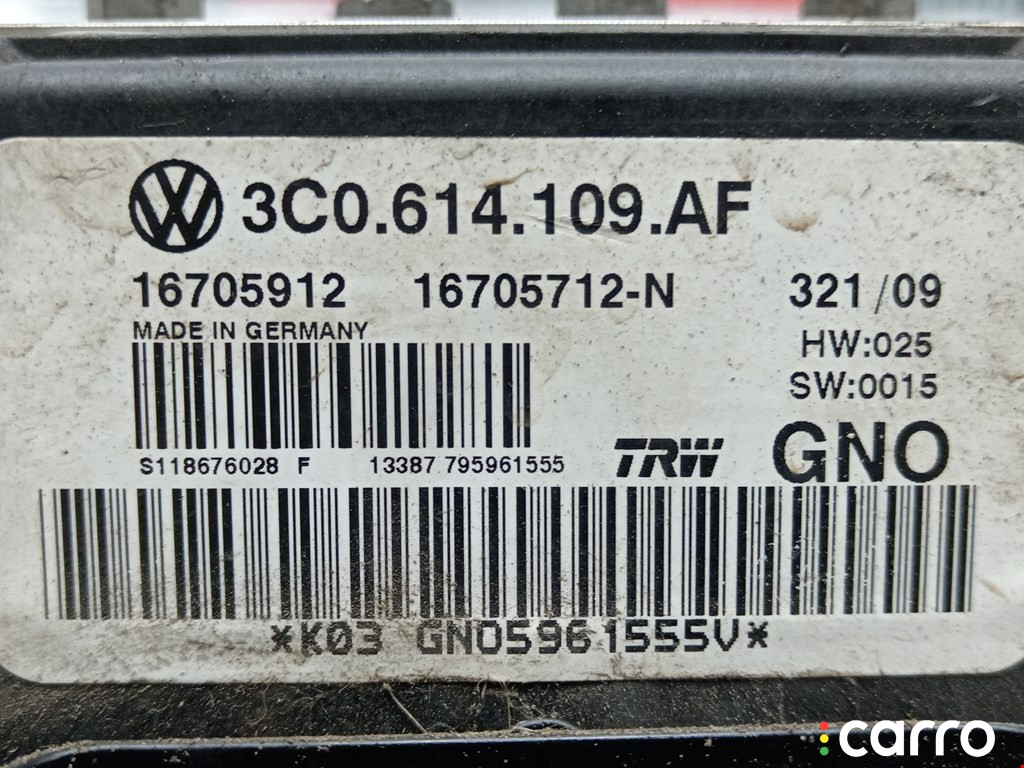 3C0.614.109.AF
16705912 16705712-N 321/09
MADE IN GERMANY
HW:025
SW:0015
S118676028 F 13387 795961555
TRW GNO
*K03 GNO5961555V*
carro